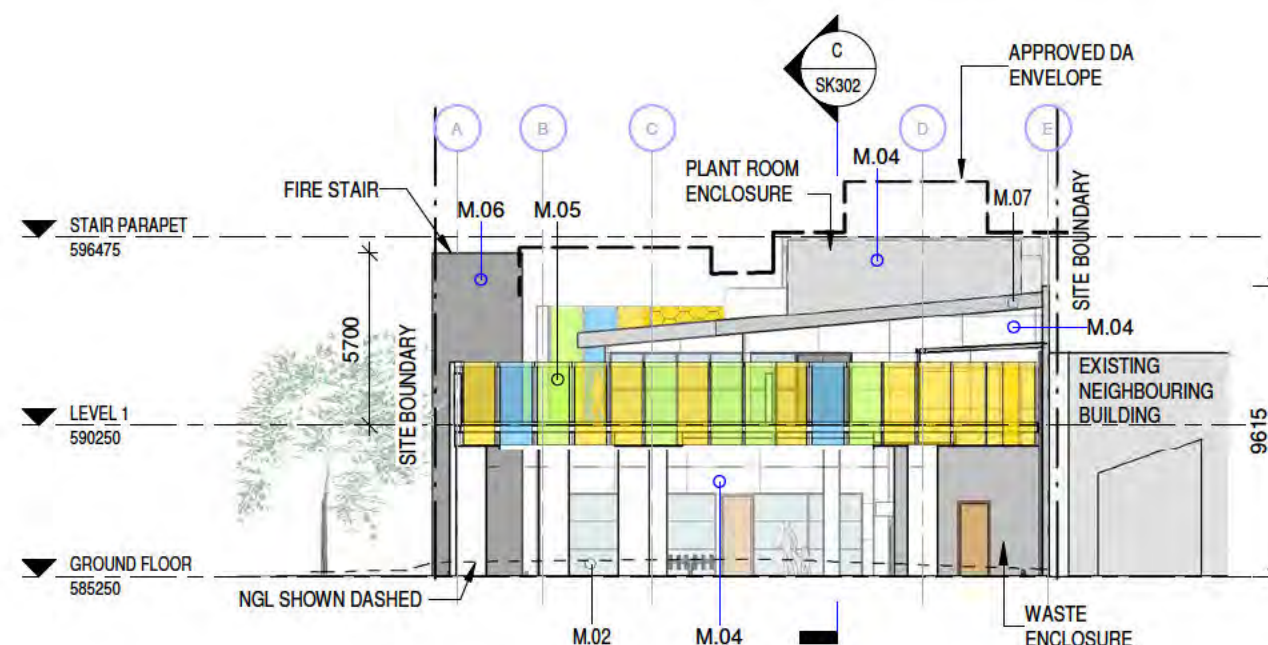 C
SK302
APPROVED DA
ENVELOPE
A
B
C
D
E
PLANT ROOM
ENCLOSURE
M.04
FIRE STAIR
M.06
M.05
M.07
STAIR PARAPET
596475
SITE BOUNDARY
5700
M.04
SITE BOUNDARY
EXISTING
NEIGHBOURING
BUILDING
LEVEL 1
590250
9615
GROUND FLOOR
585250
NGL SHOWN DASHED
M.02
M.04
WASTE
ENCLOSURE